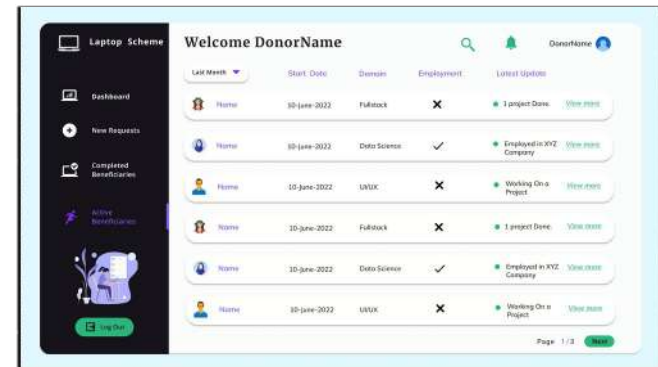 Laptop Scheme
Welcome DonorName
DonorName
Last Month
Start Date
Domain
Employment
Latest Update
Dashboard
New Requests
Completed
Beneficiaries
Active
Beneficiaries
Log Out
Name
10-June-2022
Fullstack
1 project Done
View more
Name
10-June-2022
Data Science
Employed in XYZ
Company
View more
Name
10-June-2022
UI/UX
Working On a
Project
View more
Name
10-June-2022
Fullstack
1 project Done
View more
Name
10-June-2022
Data Science
Employed in XYZ
Company
View more
Name
10-June-2022
UI/UX
Working On a
Project
View more
Page 1/3 Next